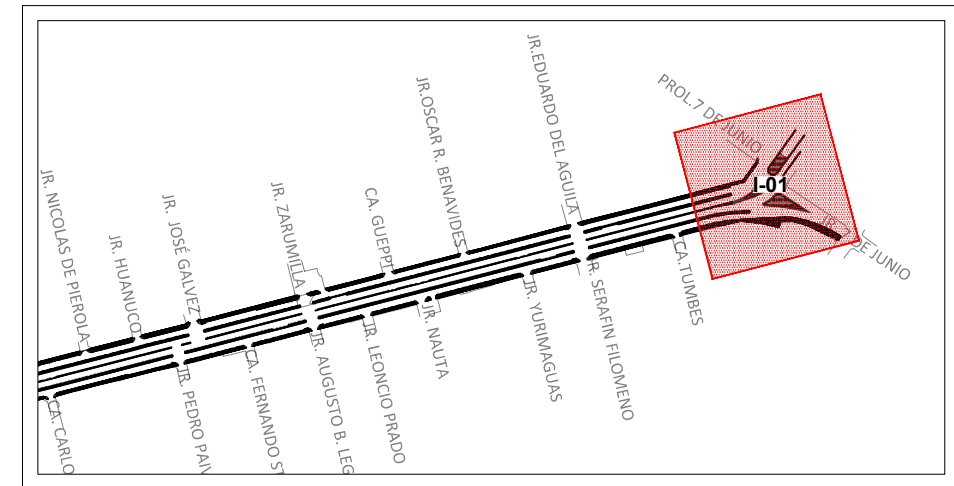 JR. NICOLAS DE PIEROLA
JR. HUANUCO
JR. JOSÉ GALVEZ
JR. ZARUMILLA
CA. GUEPPI
JR.OSCAR R. BENAVIDES
JR.EDUARDO DEL AGUILA
PROL.7 DE JUNIO
I-01
JR. 7 DE JUNIO
CA. CARLO
JR. PEDRO PAIV
CA. FERNANDO ST
JR. AUGUSTO B. LEG
JR. LEONCIO PRADO
JR. NAUTA
JR. YURIMAGUAS
JR. SERAFIN FILOMENO
CA.TUMBES